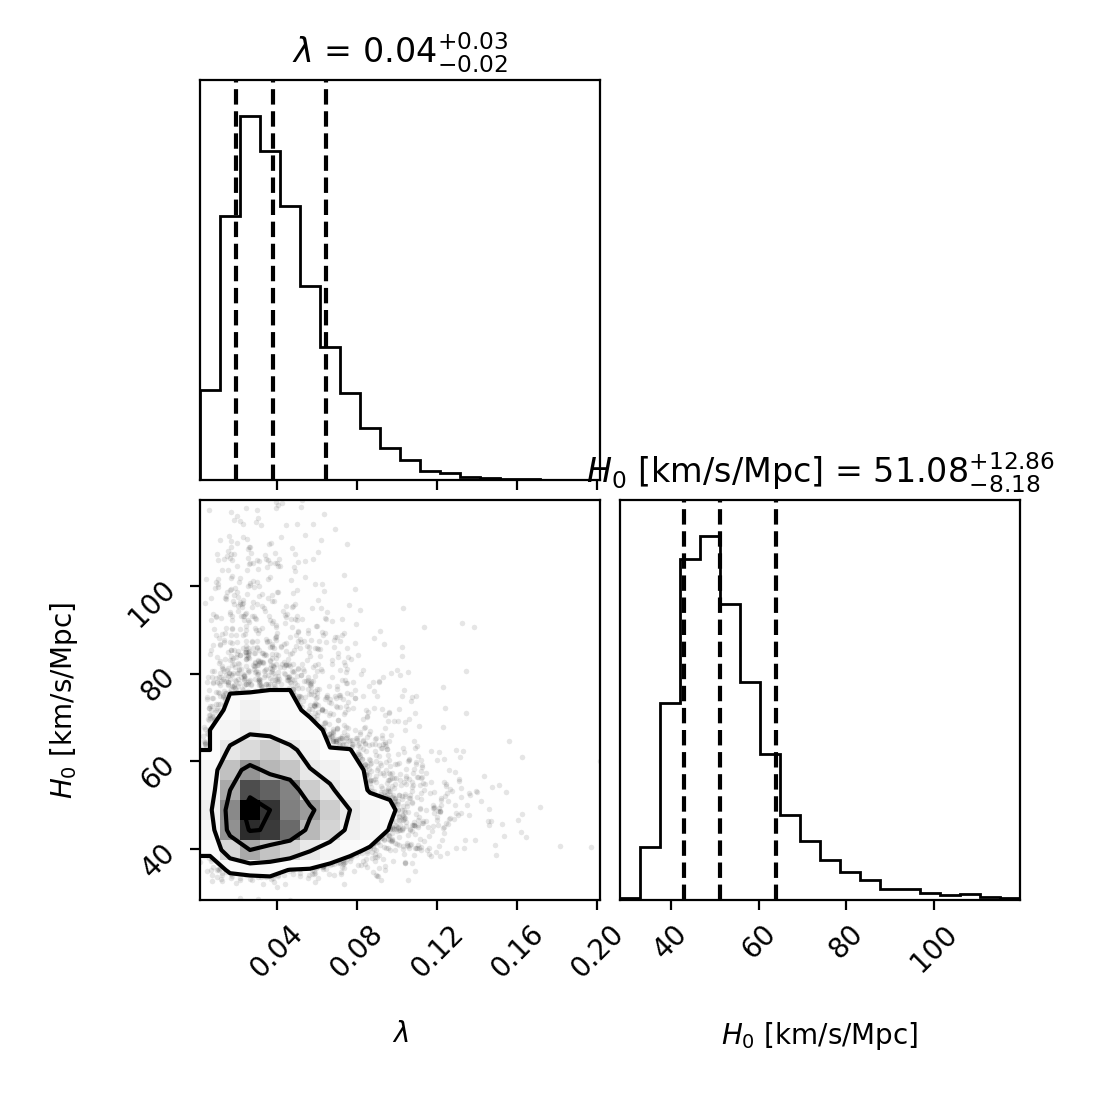 λ = 0.04+0.03−0.02
H0 [km/s/Mpc] = 51.08+12.86−8.18
H0 [km/s/Mpc]
100
80
60
40
0.04 0.08 0.12 0.16 0.20
40 60 80 100
λ
H0 [km/s/Mpc]